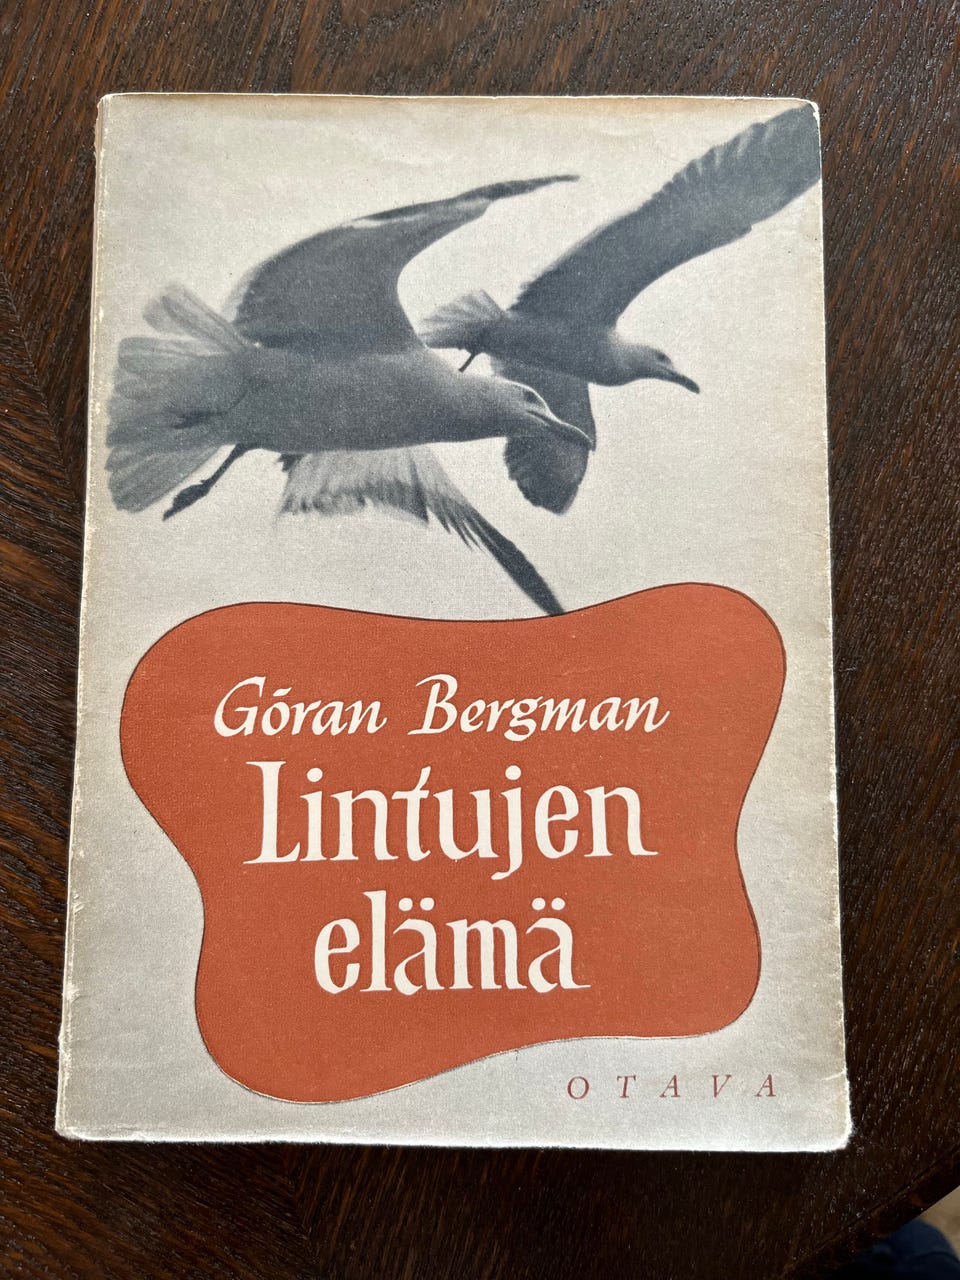 Göran Bergman
Lintujen
elämä
OTAVA